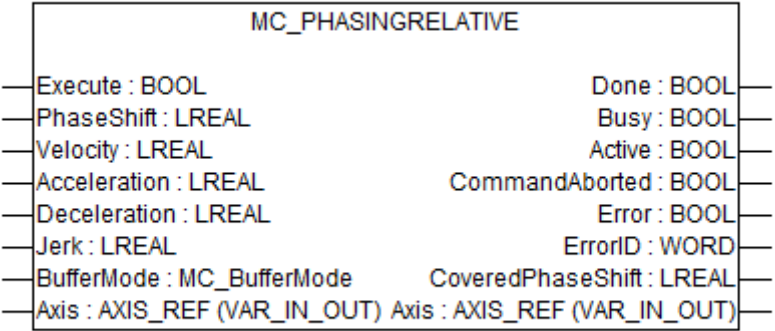 MC_PHASINGRELATIVE
Execute : BOOL Done : BOOL
PhaseShift : LREAL Busy : BOOL
Velocity : LREAL Active : BOOL
Acceleration : LREAL CommandAborted : BOOL
Deceleration : LREAL Error : BOOL
Jerk : LREAL ErrorID : WORD
BufferMode : MC_BufferMode CoveredPhaseShift : LREAL
Axis : AXIS_REF (VAR_IN_OUT) Axis : AXIS_REF (VAR_IN_OUT)